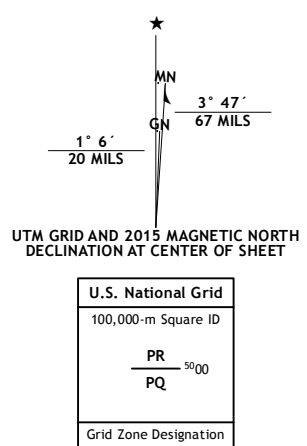 ★
MN
3° 47´
67 MILS
GN
1° 6´
20 MILS
UTM GRID AND 2015 MAGNETIC NORTH
DECLINATION AT CENTER OF SHEET
U.S. National Grid
100,000-m Square ID
PR
5000
PQ
Grid Zone Designation